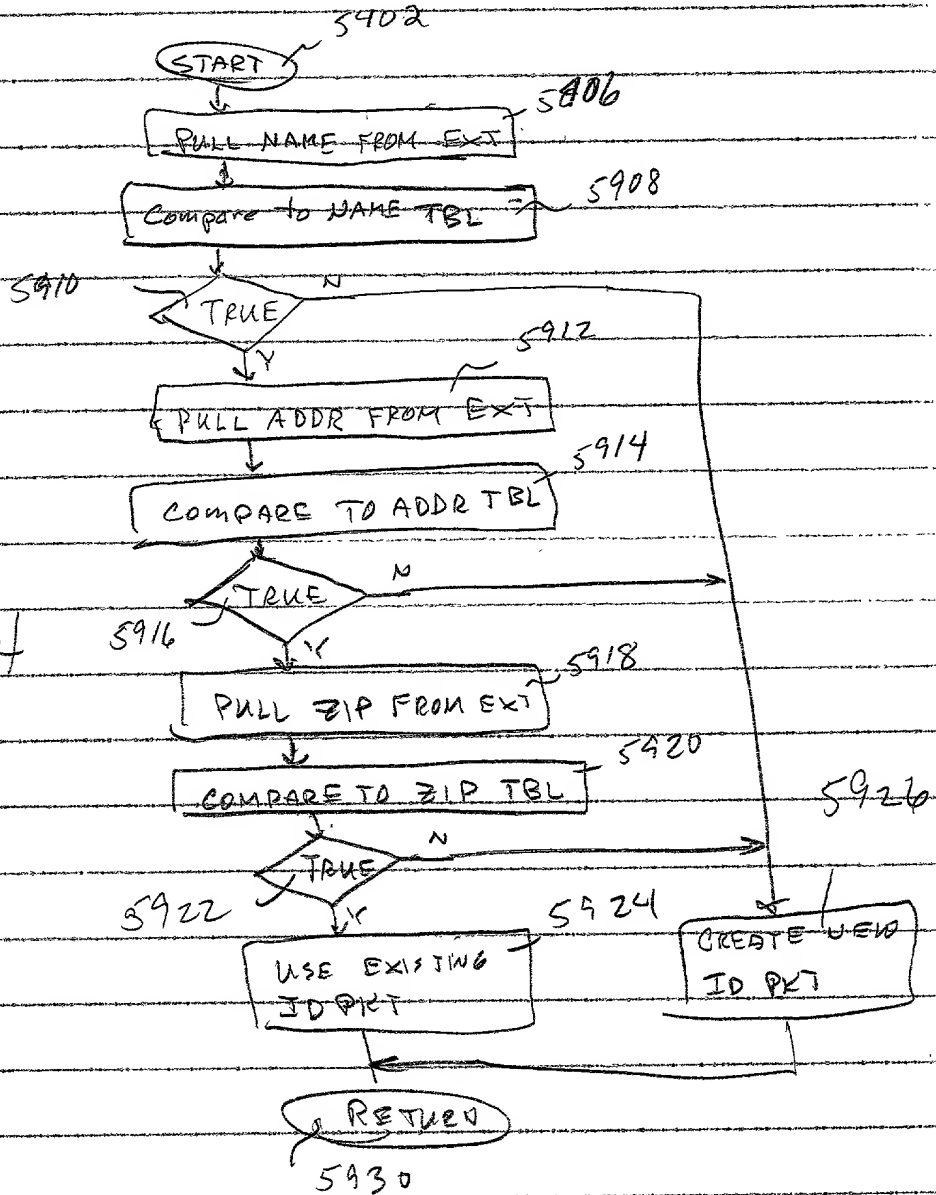 5902
START
5906
PULL NAME FROM EXT
5908
Compare to NAME TBL
N
5910
TRUE
Y
5912
PULL ADDR FROM EXT
5914
COMPARE TO ADDR TBL
N
TRUE
5916
Y
5918
PULL ZIP FROM EXT
5920
COMPARE TO ZIP TBL
5926
N
TRUE
5922
Y
5924
USE EXISTING
ID PKT
CREATE NEW
ID PKT
RETURN
5930